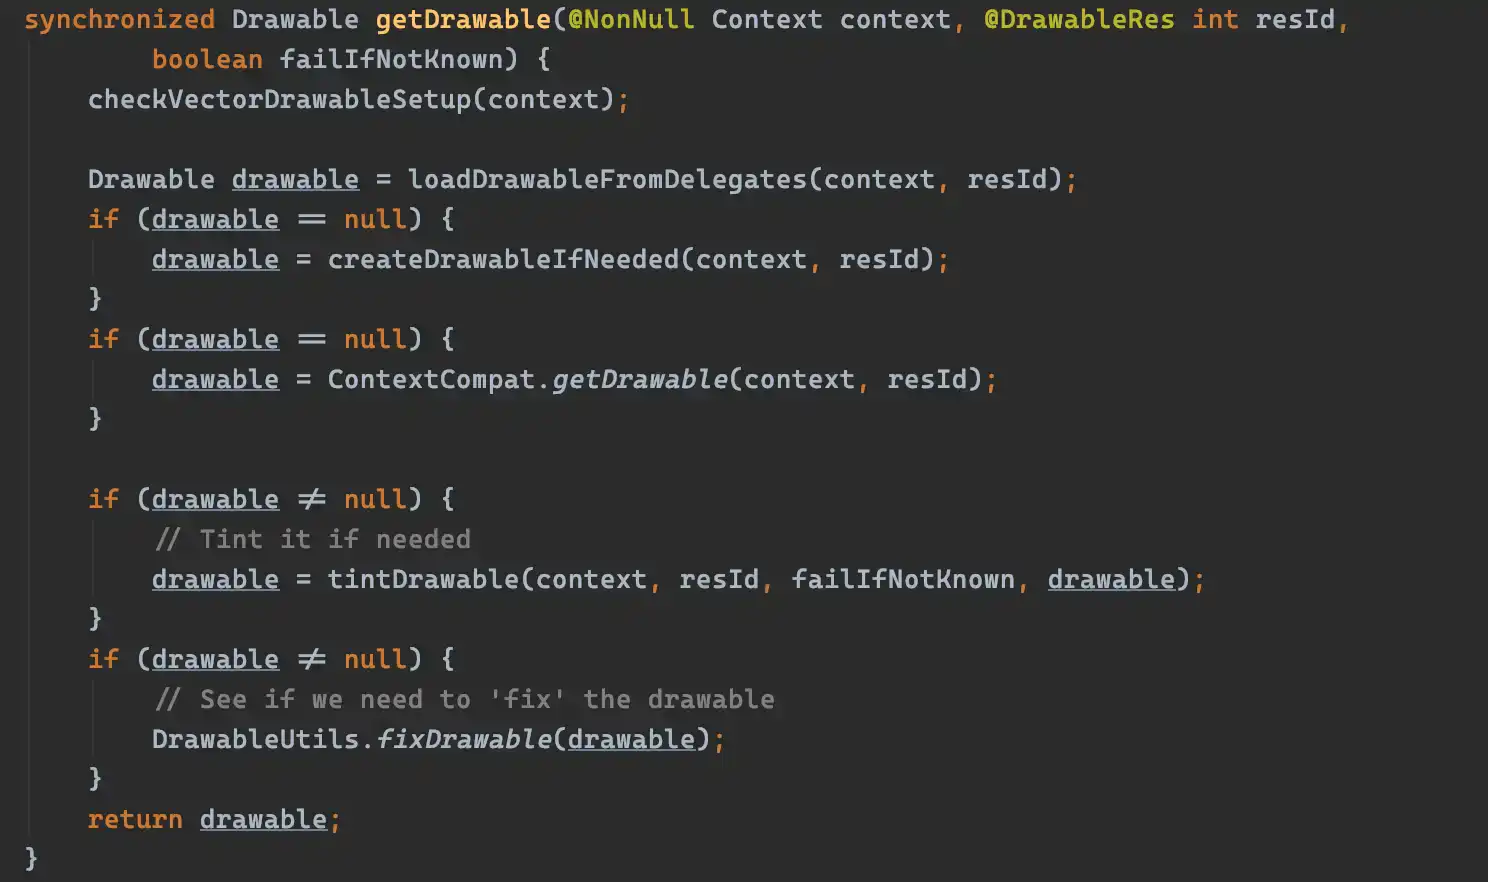 synchronized Drawable getDrawable(@NonNull Context context, @DrawableRes int resId,
        boolean failIfNotKnown) {
    checkVectorDrawableSetup(context);

    Drawable drawable = loadDrawableFromDelegates(context, resId);
    if (drawable == null) {
        drawable = createDrawableIfNeeded(context, resId);
    }
    if (drawable == null) {
        drawable = ContextCompat.getDrawable(context, resId);
    }

    if (drawable != null) {
        // Tint it if needed
        drawable = tintDrawable(context, resId, failIfNotKnown, drawable);
    }
    if (drawable != null) {
        // See if we need to 'fix' the drawable
        DrawableUtils.fixDrawable(drawable);
    }
    return drawable;
}